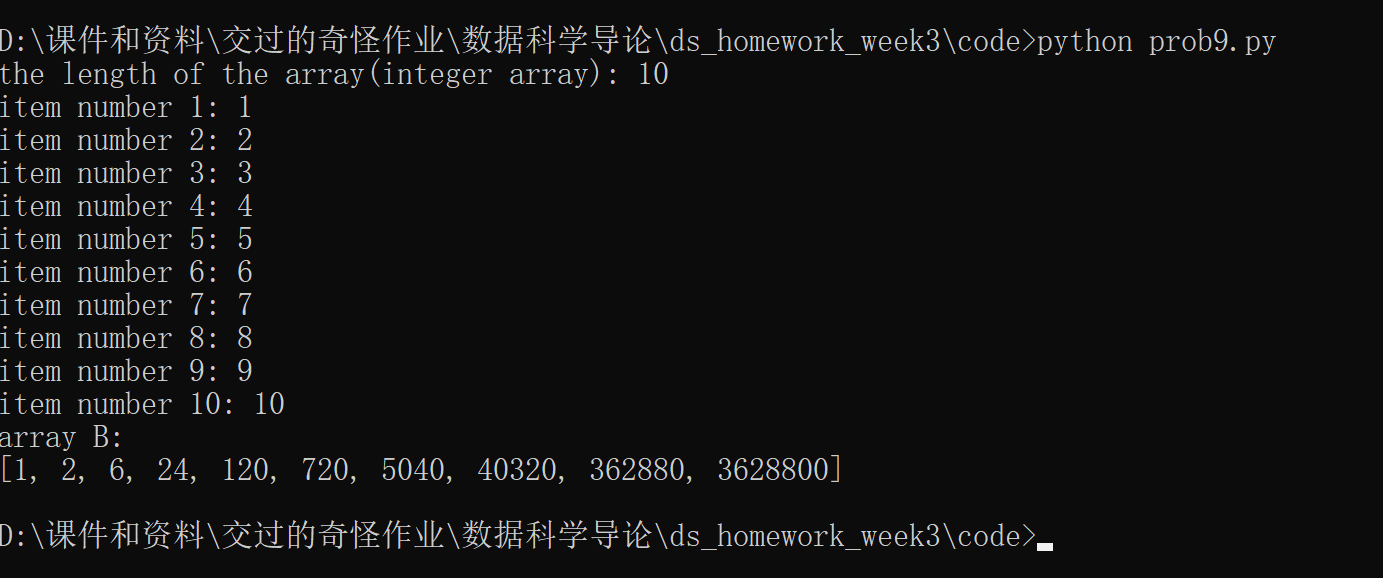 D:\课件和资料\交过的奇怪作业\数据科学导论\ds_homework_week3\code>python prob9.py
the length of the array(integer array): 10
item number 1: 1
item number 2: 2
item number 3: 3
item number 4: 4
item number 5: 5
item number 6: 6
item number 7: 7
item number 8: 8
item number 9: 9
item number 10: 10
array B:
[1, 2, 6, 24, 120, 720, 5040, 40320, 362880, 3628800]
D:\课件和资料\交过的奇怪作业\数据科学导论\ds_homework_week3\code>